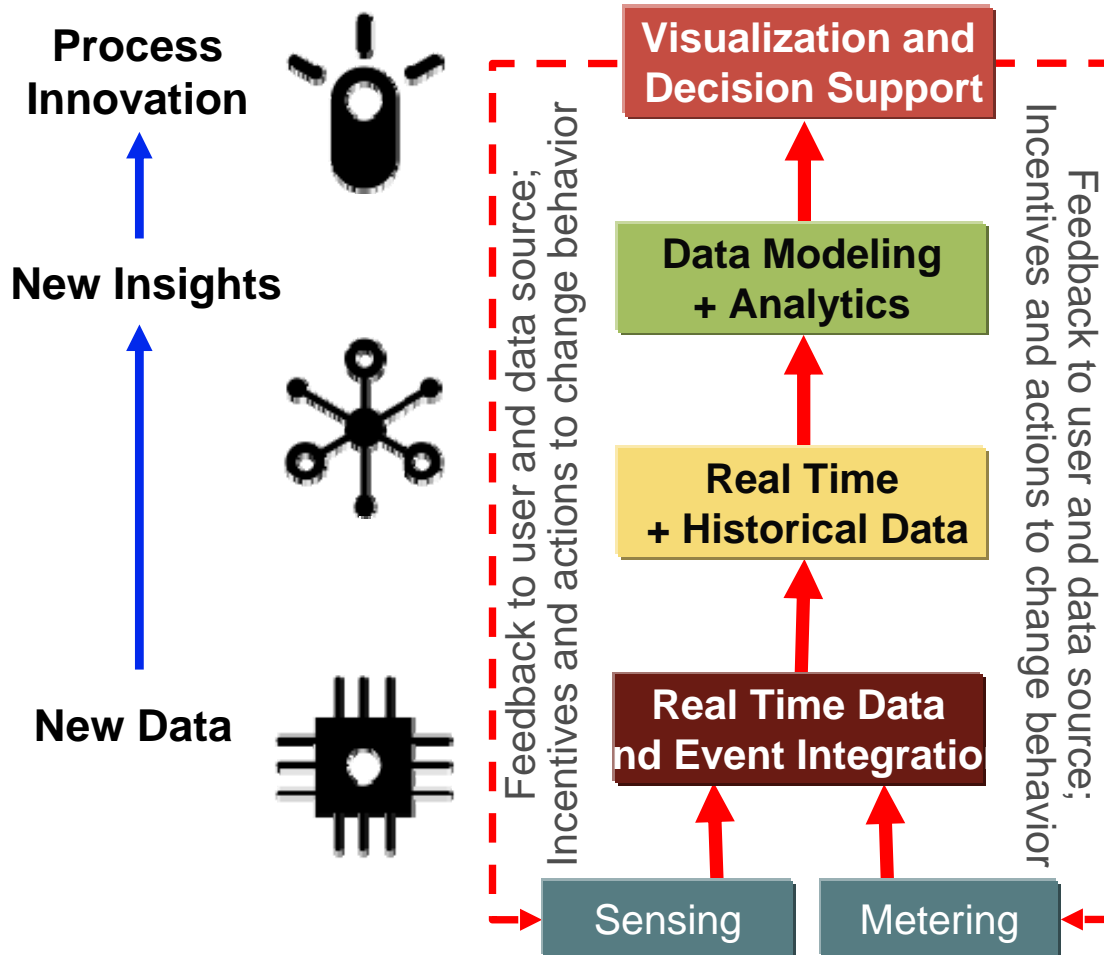 Process
Innovation
New Insights
New Data
Feedback to user and data source;
Incentives and actions to change behavior
Visualization and
Decision Support
Data Modeling
+ Analytics
Real Time
+ Historical Data
Real Time Data
nd Event Integratio
Sensing
Metering
Feedback to user and data source;
Incentives and actions to change behavior